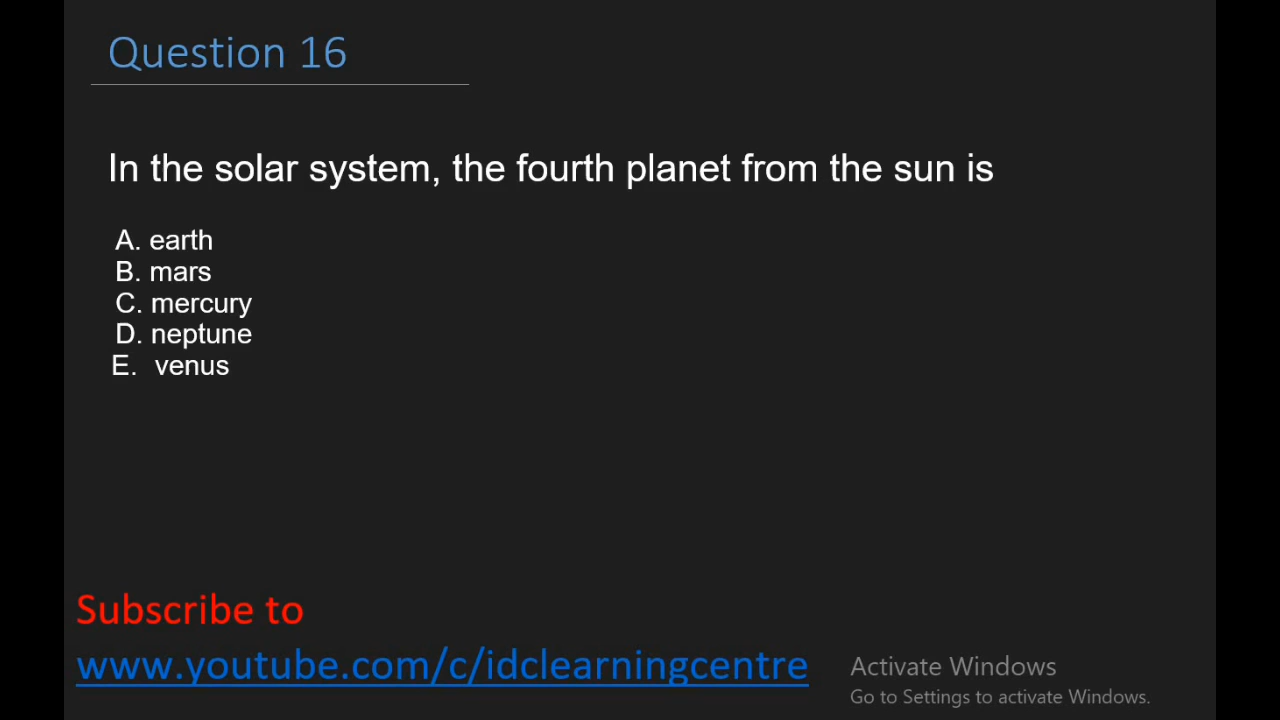 Question 16
In the solar system, the fourth planet from the sun is
A. earth
B. mars
C. mercury
D. neptune
E. venus
Subscribe to
www.youtube.com/c/idclearningcentre
Activate Windows
Go to Settings to activate Windows.